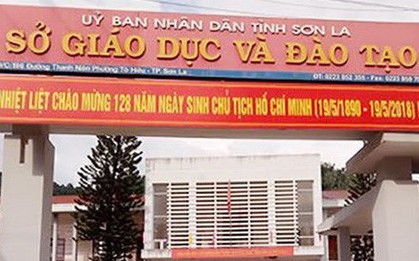 ỦY BAN NHÂN DÂN TỈNH SƠN LA
SỞ GIÁO DỤC VÀ ĐÀO TẠO
Đường Thanh Niên Phường Tô Hiệu - TP. Sơn La
NHIỆT LIỆT CHÀO MỪNG 128 NĂM NGÀY SINH CHỦ TỊCH HỒ CHÍ MINH (19/5/1890 - 19/5/2018)